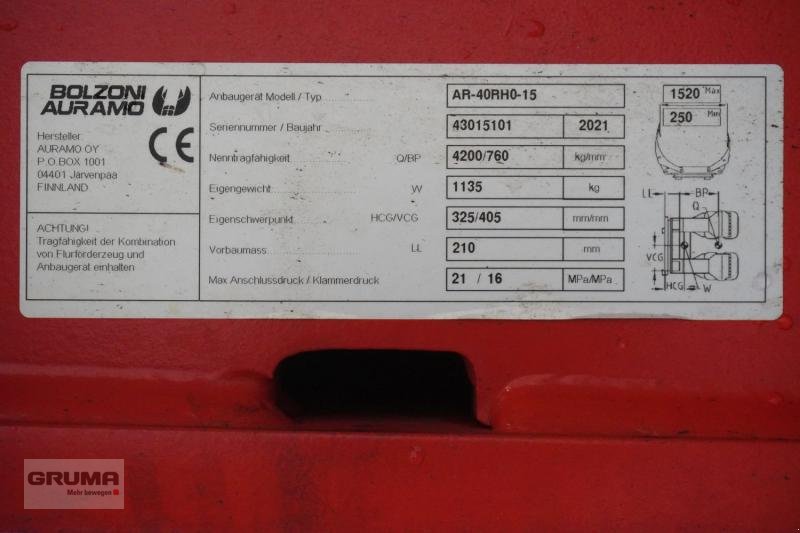 BOLZONI
AURAMO
CE
Hersteller
AURAMO OY
P.O.BOX 1001
04401 Järvenpää
FINNLAND
ACHTUNG!
Tragfähigkeit der Kombination
von Flurförderzeug und
Anbaugerät einhalten
Anbaugerät Modell / Typ AR-40RH0-15
Seriennummer / Baujahr 43015101 2021
Nenntragfähigkeit Q/BP 4200/760 kg/mm
Eigengewicht W 1135 kg
Eigenschwerpunkt HCG/VCG 325/405 mm/mm
Vorbaumass LL 210 mm
Max Anschlussdruck / Klammerdruck 21 / 16 MPa/MPa
1520 Max
250 Min
LL BP
Q
VCG
HCG W
GRUMA
Mehr bewegen